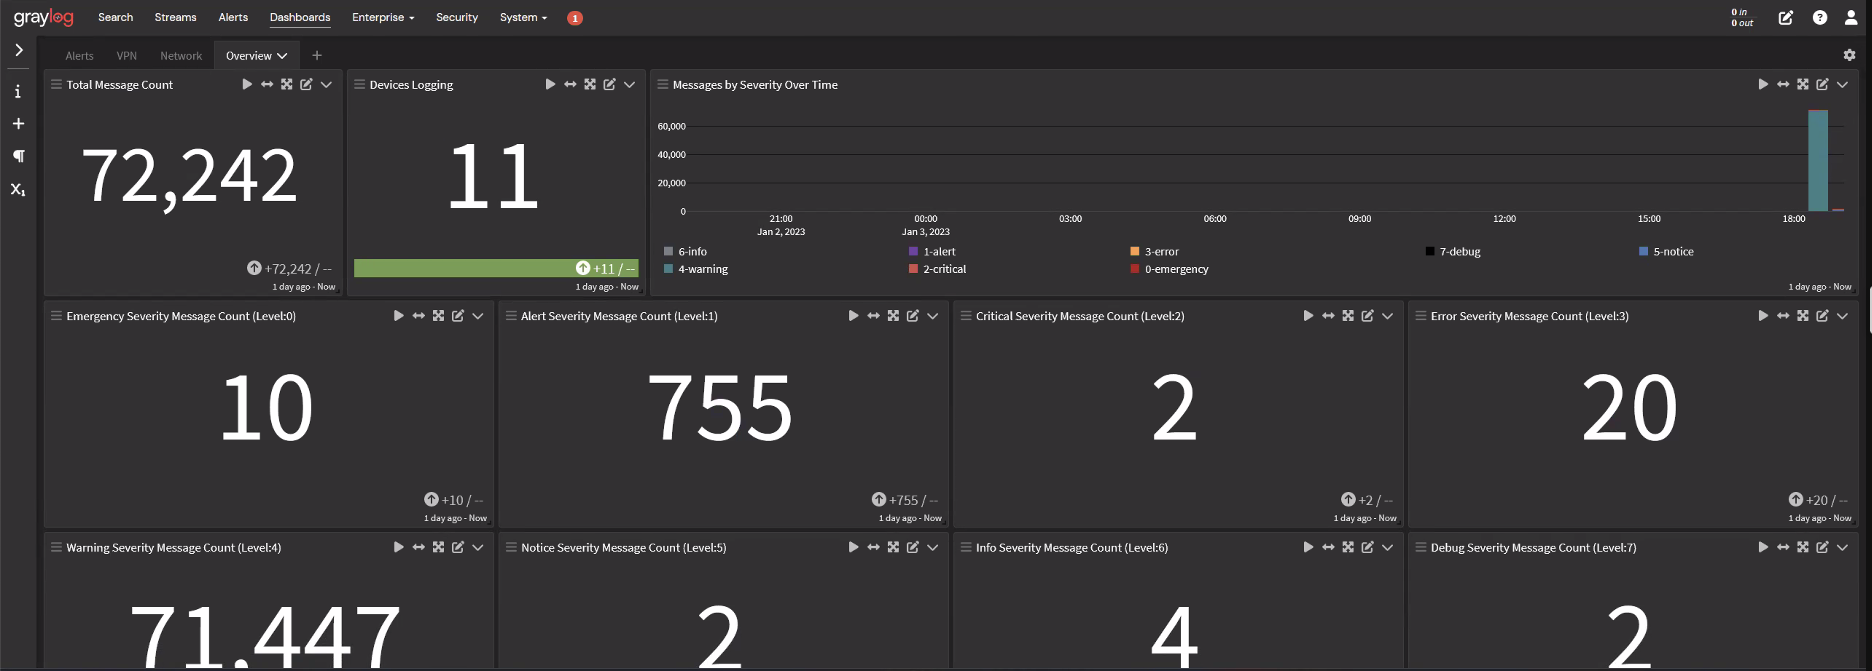 graylog Search Streams Alerts Dashboards Enterprise Security System 1 0 in
0 out
Alerts VPN Network Overview +
Total Message Count
72,242
+72,242 / --
1 day ago - Now
Devices Logging
11
+11 / --
1 day ago - Now
Messages by Severity Over Time
60,000
40,000
20,000
0
21:00 00:00 03:00 06:00 09:00 12:00 15:00 18:00
Jan 2, 2023 Jan 3, 2023
6-info 1-alert 3-error 7-debug 5-notice
4-warning 2-critical 0-emergency
1 day ago - Now
Emergency Severity Message Count (Level:0)
10
+10 / --
1 day ago - Now
Alert Severity Message Count (Level:1)
755
+755 / --
1 day ago - Now
Critical Severity Message Count (Level:2)
2
+2 / --
1 day ago - Now
Error Severity Message Count (Level:3)
20
+20 / --
1 day ago - Now
Warning Severity Message Count (Level:4)
71,447
Notice Severity Message Count (Level:5)
2
Info Severity Message Count (Level:6)
4
Debug Severity Message Count (Level:7)
2